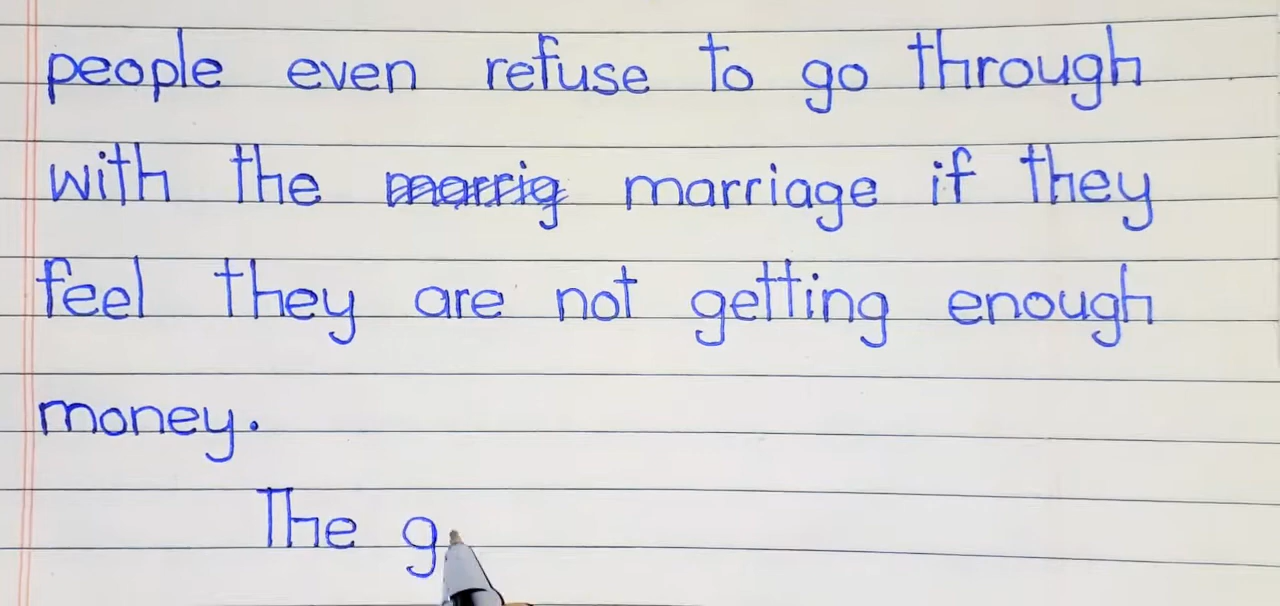 people even refuse to go through
with the marrig marriage if they
feel they are not getting enough
money.
The g